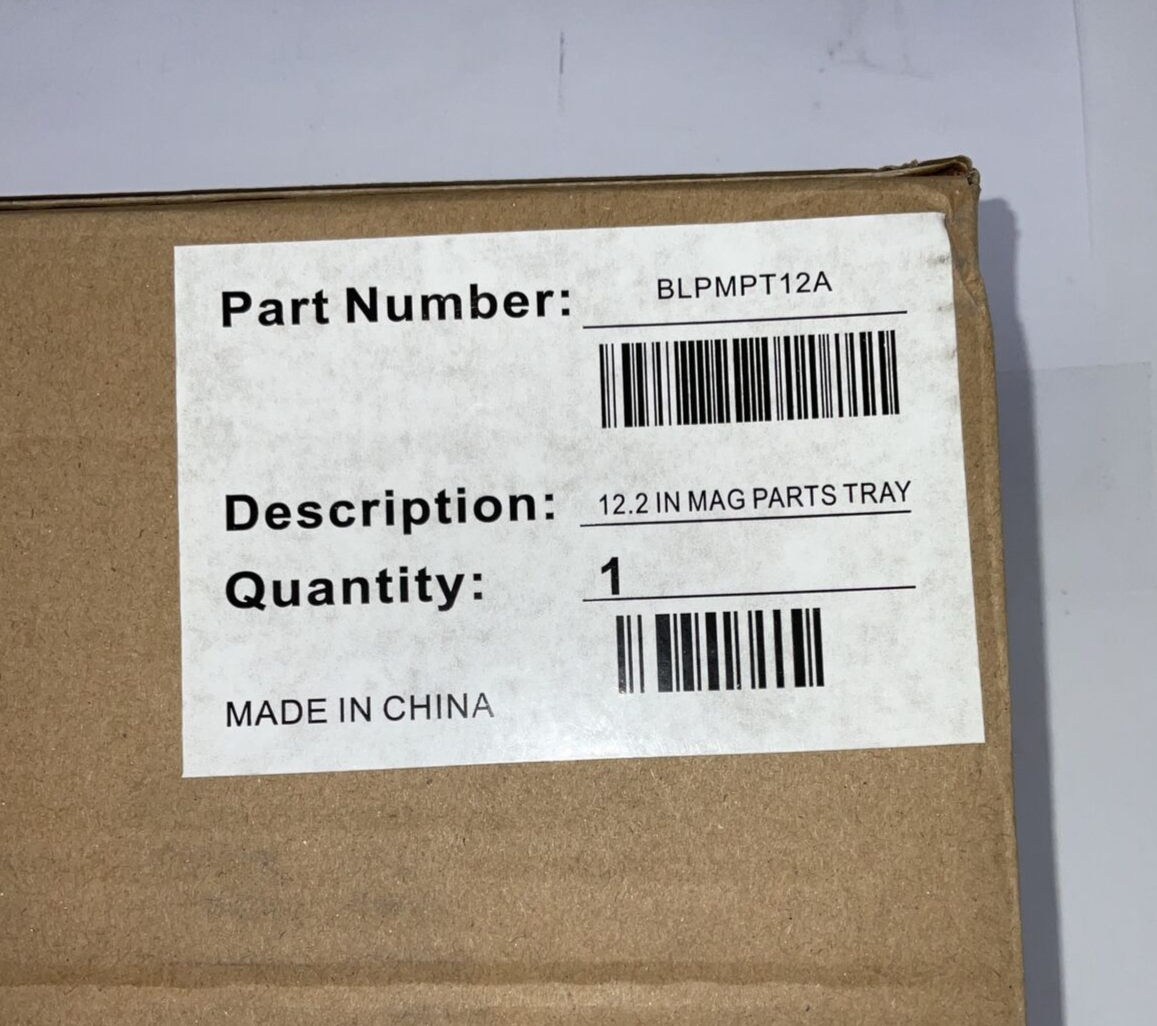 Part Number: BLPMPT12A
Description: 12.2 IN MAG PARTS TRAY
Quantity: 1
MADE IN CHINA